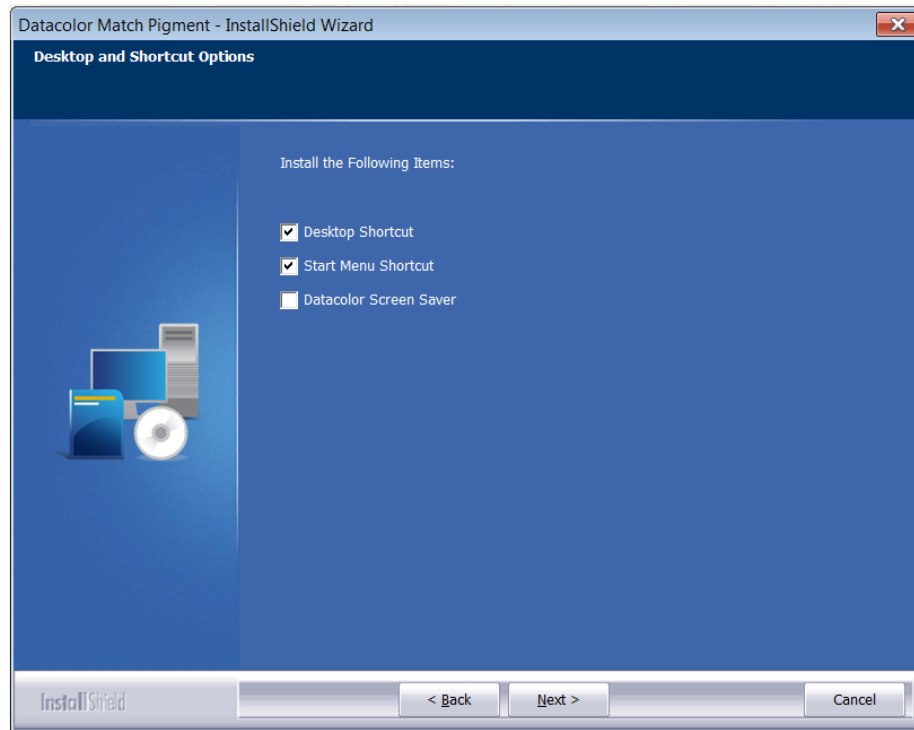 Datacolor Match Pigment - InstallShield Wizard
Desktop and Shortcut Options
Install the Following Items:
Desktop Shortcut
Start Menu Shortcut
Datacolor Screen Saver
InstallShield
< Back
Next >
Cancel